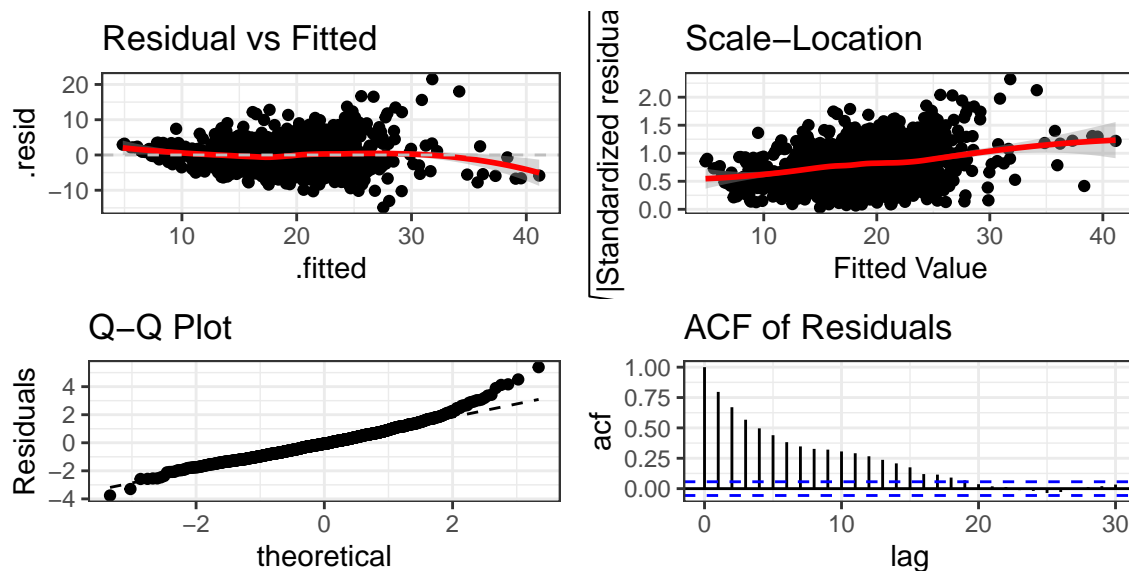 Residual vs Fitted
.resid
20
10
0
−10
10 20 30 40
.fitted
Scale−Location
√|Standardized residua
2.0
1.5
1.0
0.5
0.0
10 20 30 40
Fitted Value
Q−Q Plot
Residuals
4
2
0
−2
−4
−2 0 2
theoretical
ACF of Residuals
acf
1.00
0.75
0.50
0.25
0.00
0 10 20 30
lag